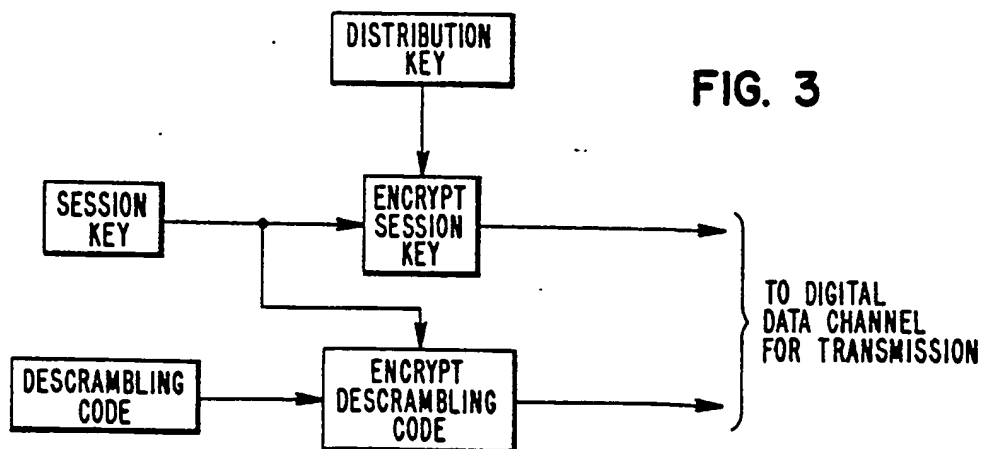 DISTRIBUTION
KEY
FIG. 3
SESSION
KEY
ENCRYPT
SESSION
KEY
TO DIGITAL
DATA CHANNEL
FOR TRANSMISSION
DESCRAMBLING
CODE
ENCRYPT
DESCRAMBLING
CODE